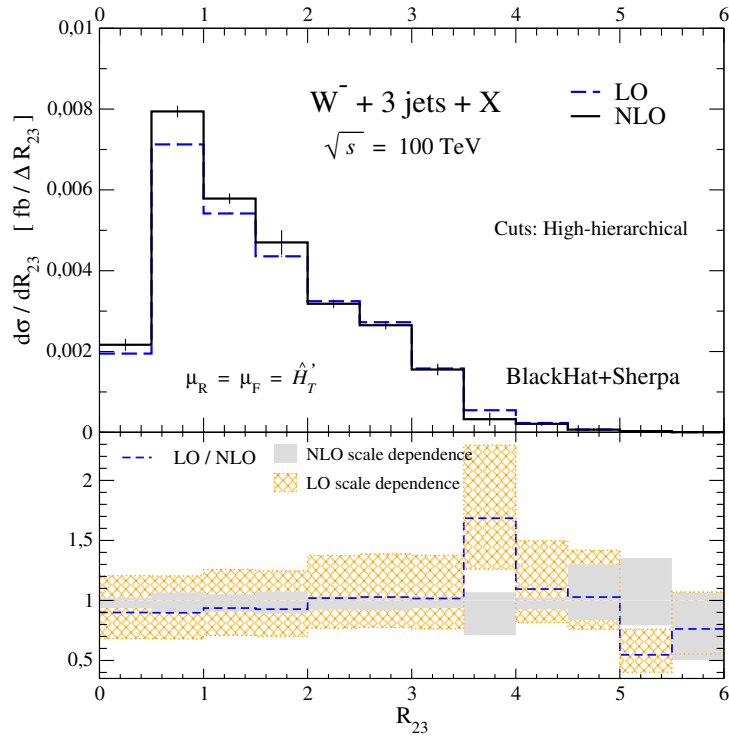 0 1 2 3 4 5 6
0,01
0,008
0,006
0,004
0,002
0
dσ / dR₂₃ [ fb / Δ R₂₃ ]
W⁻ + 3 jets + X
√s = 100 TeV
LO
NLO
Cuts: High-hierarchical
μ_R = μ_F = Ĥ_T'
BlackHat+Sherpa
LO / NLO
NLO scale dependence
LO scale dependence
2
1.5
1
0.5
0 1 2 3 4 5 6
R₂₃